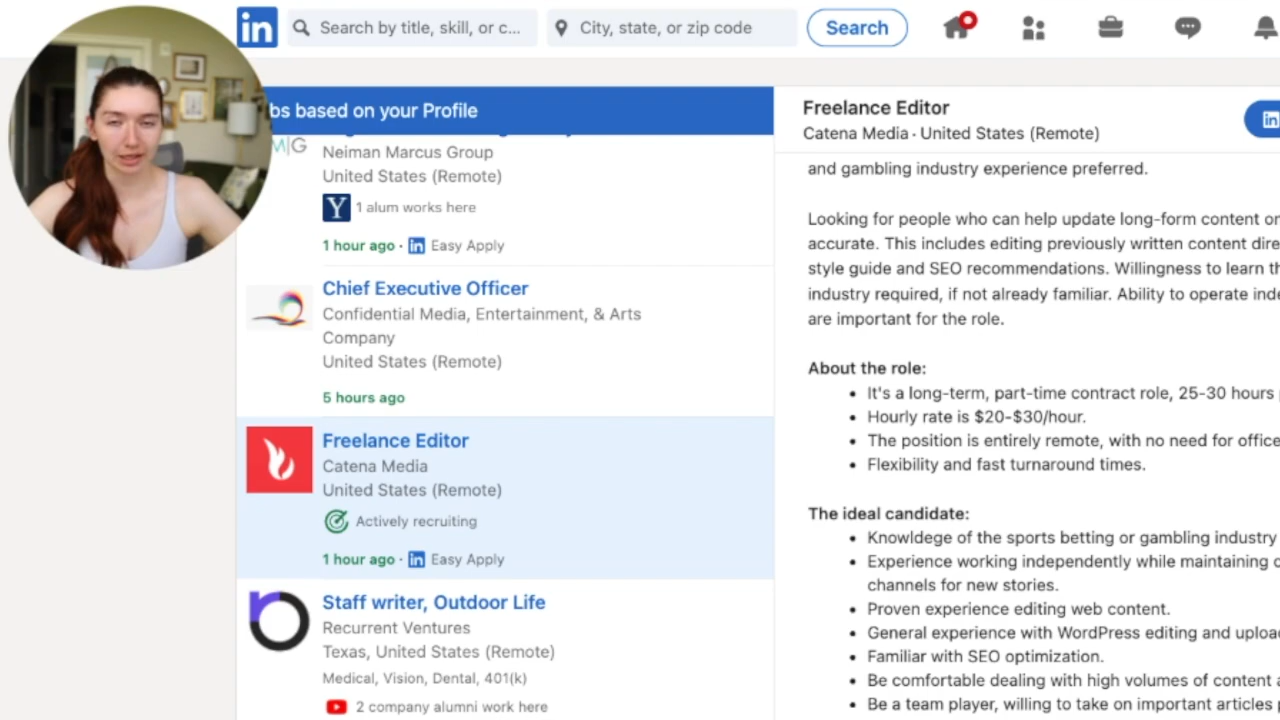 in
Search by title, skill, or c...
City, state, or zip code
Search
bs based on your Profile
M|G
Neiman Marcus Group
United States (Remote)
Y 1 alum works here
1 hour ago · in Easy Apply
Chief Executive Officer
Confidential Media, Entertainment, & Arts
Company
United States (Remote)
5 hours ago
Freelance Editor
Catena Media
United States (Remote)
Actively recruiting
1 hour ago · in Easy Apply
Staff writer, Outdoor Life
Recurrent Ventures
Texas, United States (Remote)
Medical, Vision, Dental, 401(k)
2 company alumni work here
Freelance Editor
Catena Media · United States (Remote)
in
and gambling industry experience preferred.
Looking for people who can help update long-form content or
accurate. This includes editing previously written content dire
style guide and SEO recommendations. Willingness to learn th
industry required, if not already familiar. Ability to operate inde
are important for the role.
About the role:
• It's a long-term, part-time contract role, 25-30 hours
• Hourly rate is $20-$30/hour.
• The position is entirely remote, with no need for office
• Flexibility and fast turnaround times.
The ideal candidate:
• Knowldege of the sports betting or gambling industry
• Experience working independently while maintaining
channels for new stories.
• Proven experience editing web content.
• General experience with WordPress editing and uploa
• Familiar with SEO optimization.
• Be comfortable dealing with high volumes of content
• Be a team player, willing to take on important articles